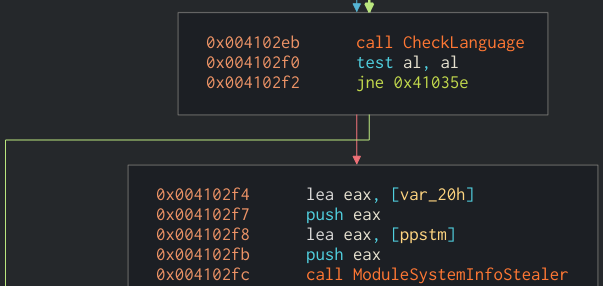 0x004102eb call CheckLanguage
0x004102f0 test al, al
0x004102f2 jne 0x41035e
0x004102f4 lea eax, [var_20h]
0x004102f7 push eax
0x004102f8 lea eax, [ppstm]
0x004102fb push eax
0x004102fc call ModuleSystemInfoStealer